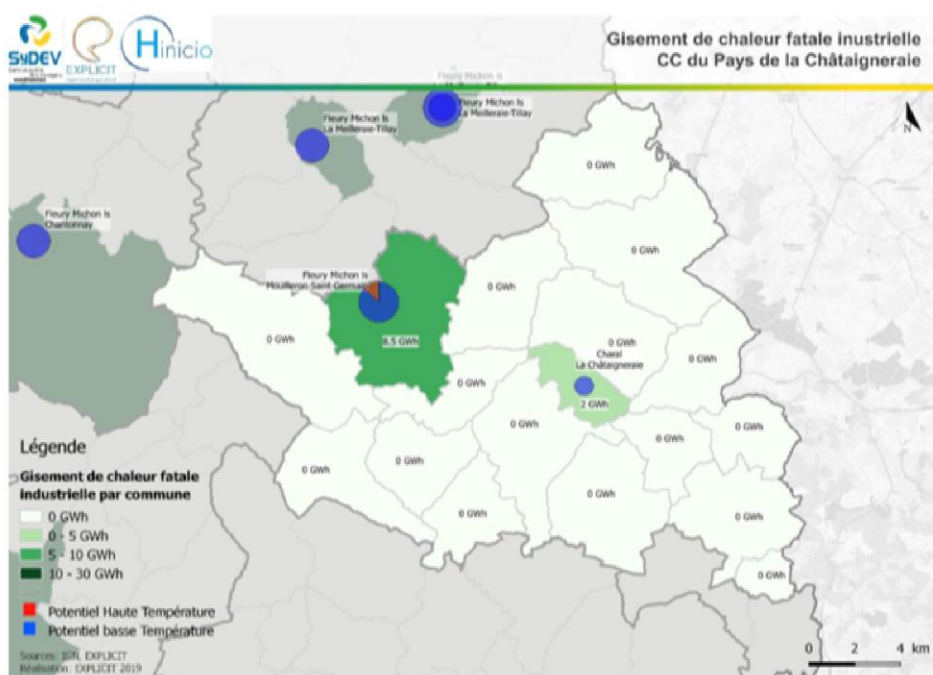 SyDEV
EXPLICIT
Hinicio
Gisement de chaleur fatale inustrielle
CC du Pays de la Châtaigneraie
N
Fleury Michon ls
Fleury Michon ls
La Meilleraie-Tillay
Fleury Michon ls
La Meilleraie-Tillay
0 GWh
Fleury Michon ls
Chantonnay
0 GWh
0 GWh
Fleury Michon ls
Mouilleron-Saint-Germain
0 GWh
8.5 GWh
0 GWh
Charal
La Châtaigneraie
0 GWh
0 GWh
2 GWh
0 GWh
0 GWh
0 GWh
0 GWh
0 GWh
0 GWh
0 GWh
0 GWh
0 GWh
0 GWh
Légende
Gisement de chaleur fatale
industrielle par commune
0 GWh
0 - 5 GWh
5 - 10 GWh
10 - 30 GWh
Potentiel Haute Température
Potentiel basse Température
Sources: IGN, EXPLICIT
Réalisation: EXPLICIT 2019
0 2 4 km